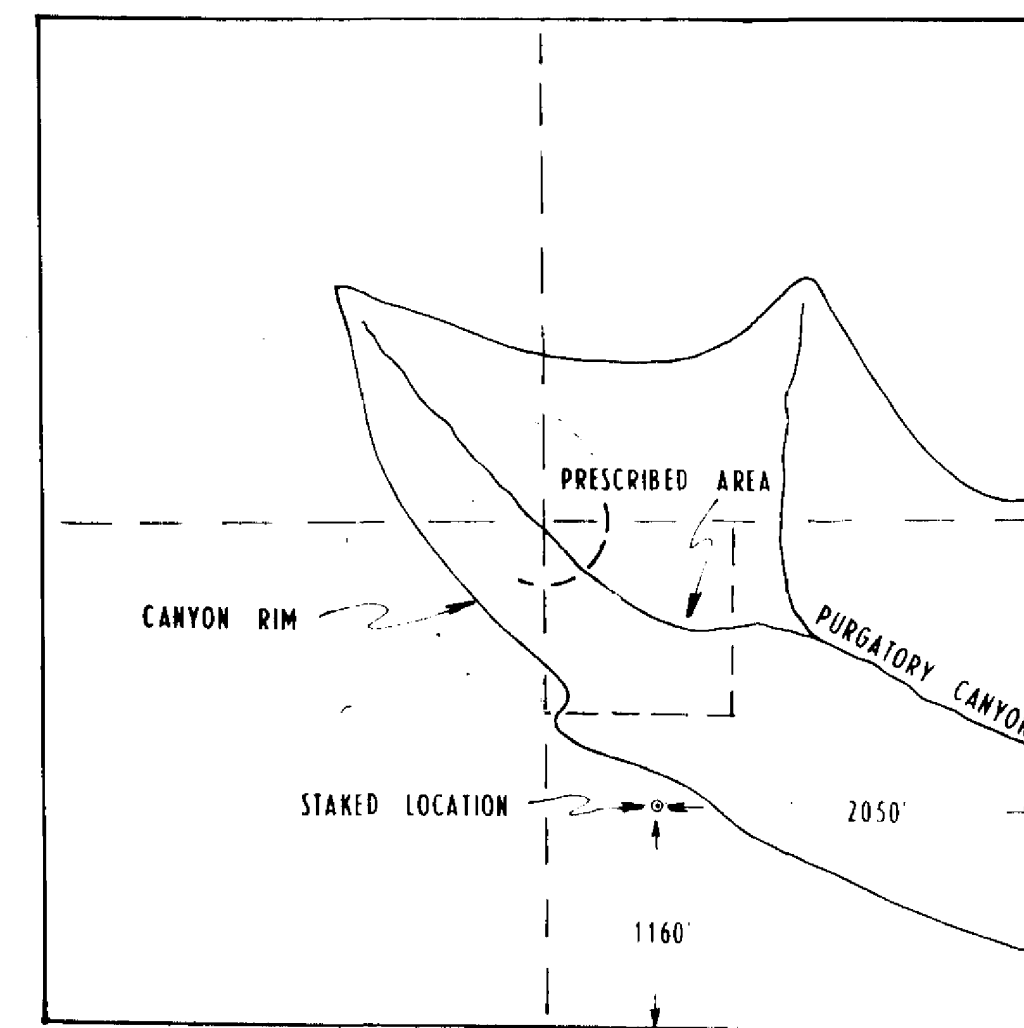 PRESCRIBED AREA
CANYON RIM
PURGATORY CANYON
STAKED LOCATION
2050'
1160'